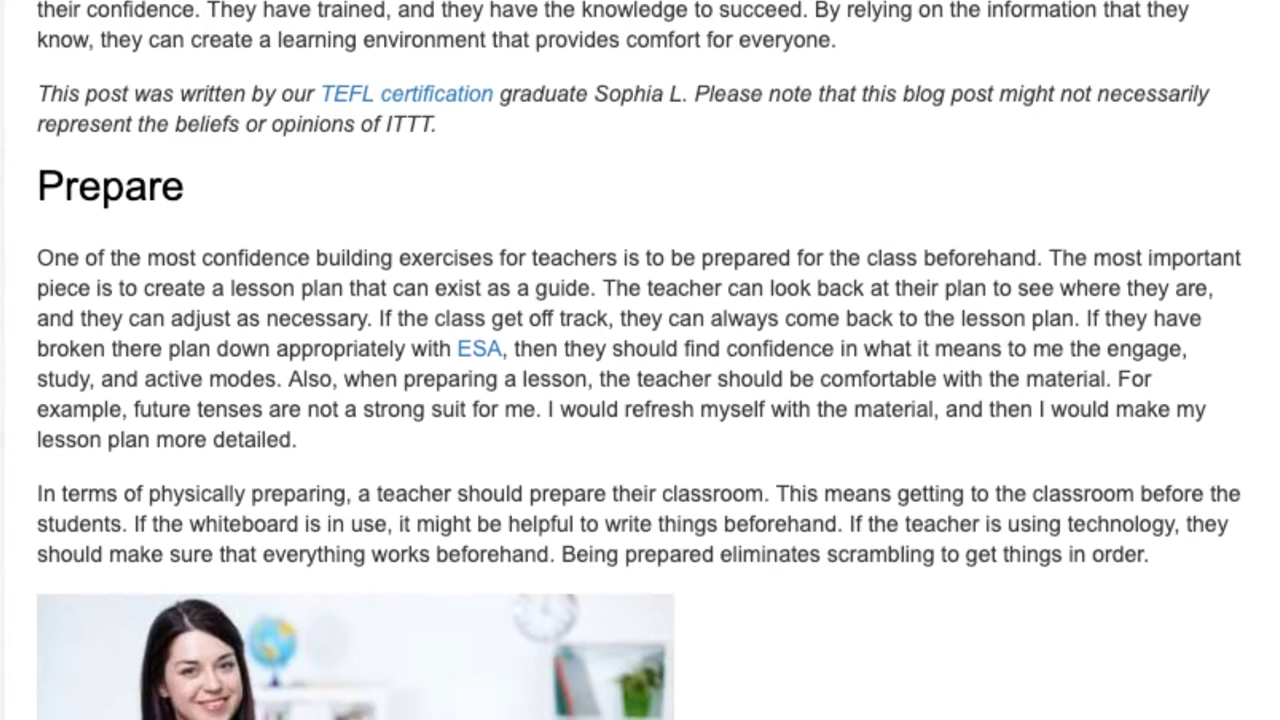 their confidence. They have trained, and they have the knowledge to succeed. By relying on the information that they
know, they can create a learning environment that provides comfort for everyone.
This post was written by our TEFL certification graduate Sophia L. Please note that this blog post might not necessarily
represent the beliefs or opinions of ITTT.
Prepare
One of the most confidence building exercises for teachers is to be prepared for the class beforehand. The most important
piece is to create a lesson plan that can exist as a guide. The teacher can look back at their plan to see where they are,
and they can adjust as necessary. If the class get off track, they can always come back to the lesson plan. If they have
broken there plan down appropriately with ESA, then they should find confidence in what it means to me the engage,
study, and active modes. Also, when preparing a lesson, the teacher should be comfortable with the material. For
example, future tenses are not a strong suit for me. I would refresh myself with the material, and then I would make my
lesson plan more detailed.
In terms of physically preparing, a teacher should prepare their classroom. This means getting to the classroom before the
students. If the whiteboard is in use, it might be helpful to write things beforehand. If the teacher is using technology, they
should make sure that everything works beforehand. Being prepared eliminates scrambling to get things in order.